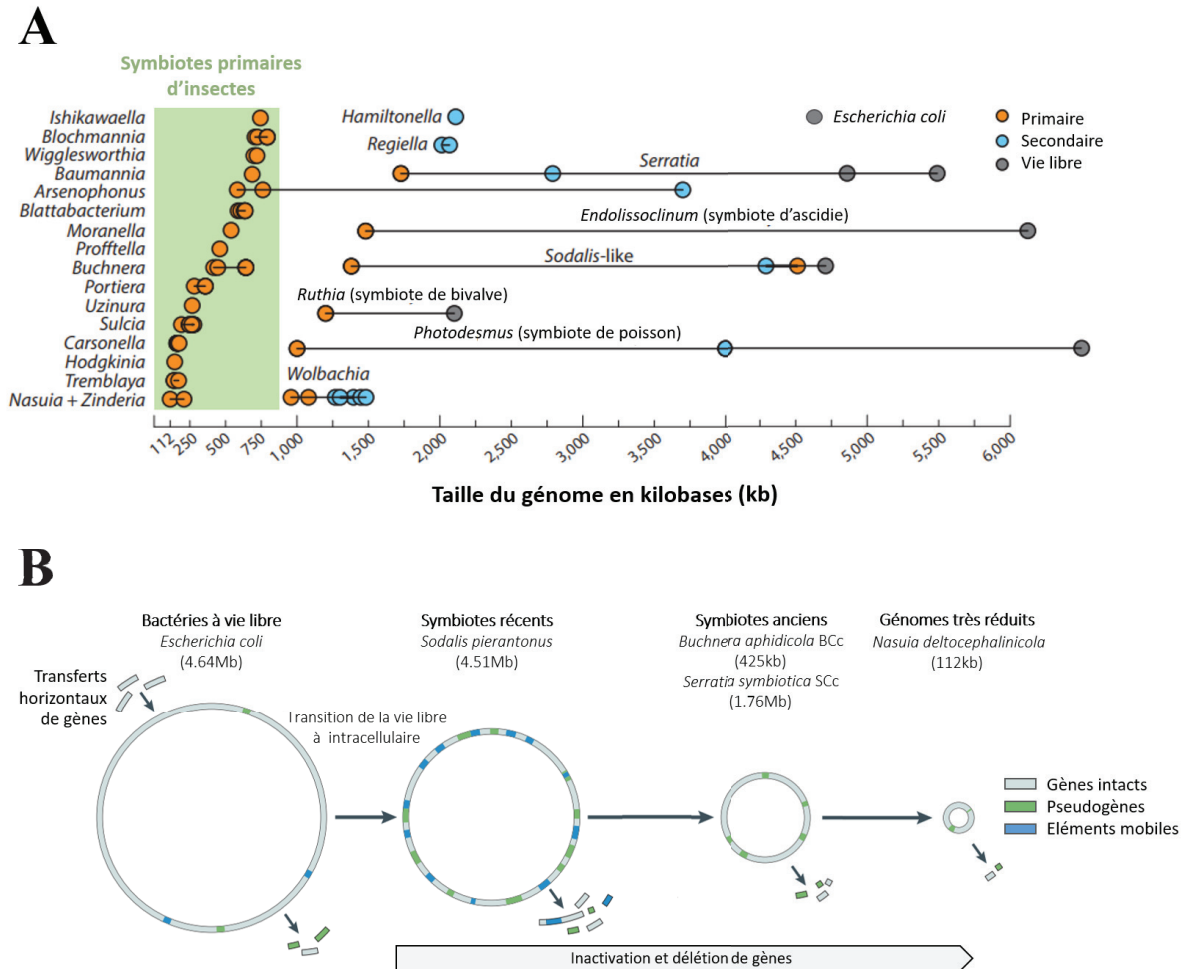 A
Symbiotes primaires
d'insectes
Ishikawaella
Blochmannia
Wigglesworthia
Baumannia
Arsenophonus
Blattabacterium
Moranella
Profftella
Buchnera
Portiera
Uzinura
Sulcia
Carsonella
Hodgkinia
Tremblaya
Nasuia + Zinderia
Hamiltonella
Regiella
Serratia
Endolissoclinum (symbiote d'ascidie)
Sodalis-like
Ruthia (symbiote de bivalve)
Photodesmus (symbiote de poisson)
Wolbachia
Escherichia coli
Primaire
Secondaire
Vie libre
112 250 500 750 1,000 1,500 2,000 2,500 3,000 3,500 4,000 4,500 5,000 5,500 6,000
Taille du génome en kilobases (kb)
B
Bactéries à vie libre
Escherichia coli
(4.64Mb)
Symbiotes récents
Sodalis pierantonus
(4.51Mb)
Symbiotes anciens
Buchnera aphidicola BCc
(425kb)
Serratia symbiotica SCc
(1.76Mb)
Génomes très réduits
Nasuia deltocephalinicola
(112kb)
Transferts
horizontaux
de gènes
Transition de la vie libre
à intracellulaire
Gènes intacts
Pseudogènes
Eléments mobiles
Inactivation et délétion de gènes